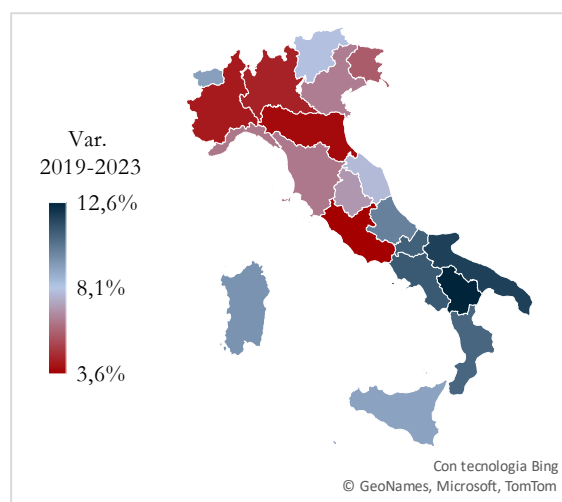 Var.
2019-2023
12,6%
8,1%
3,6%
Con tecnologia Bing
© GeoNames, Microsoft, TomTom